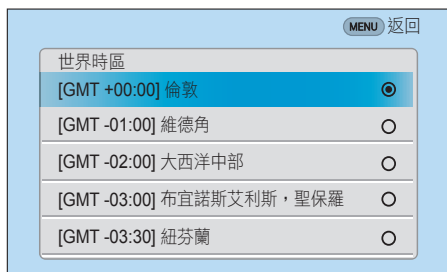 MENU 返回
世界時區
[GMT +00:00] 倫敦
[GMT -01:00] 維德角
[GMT -02:00] 大西洋中部
[GMT -03:00] 布宜諾斯艾利斯，聖保羅
[GMT -03:30] 紐芬蘭